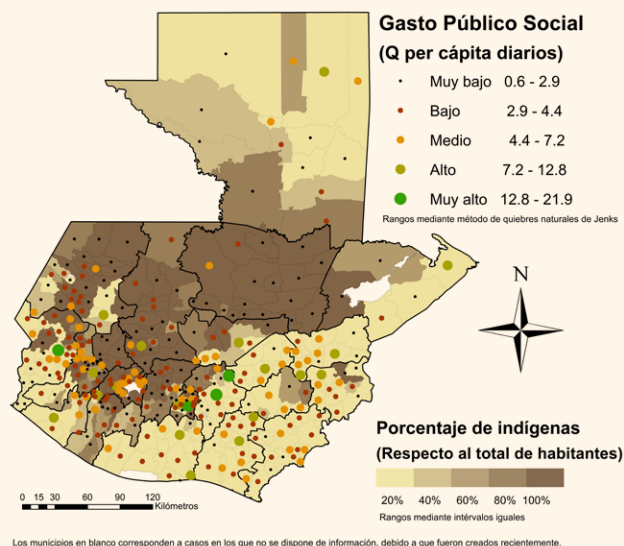 Gasto Público Social
(Q per cápita diarios)
Muy bajo 0.6 - 2.9
Bajo 2.9 - 4.4
Medio 4.4 - 7.2
Alto 7.2 - 12.8
Muy alto 12.8 - 21.9
Rangos mediante método de quiebres naturales de Jenks
N
Porcentaje de indígenas
(Respecto al total de habitantes)
20% 40% 60% 80% 100%
Rangos mediante intérvalos iguales
0 15 30 60 90 120
Kilómetros
Los municipios en blanco corresponden a casos en los que no se dispone de información, debido a que fueron creados recientemente.